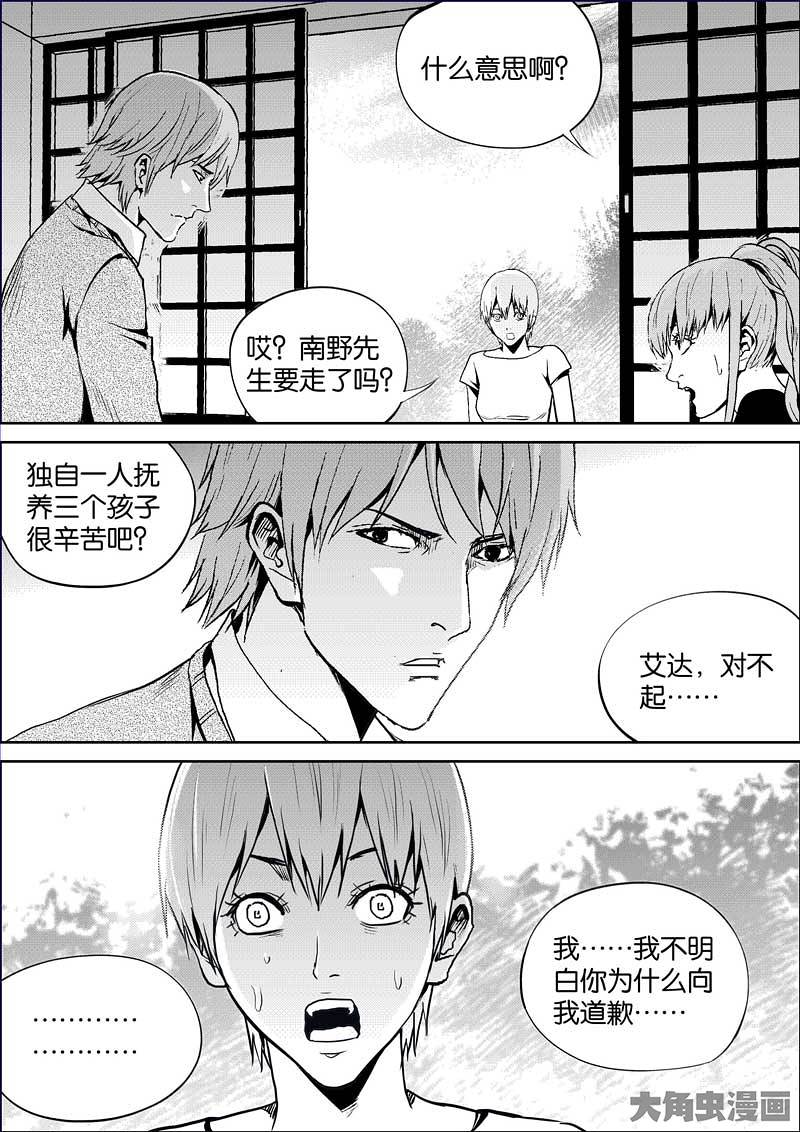 什么意思啊？
哎？南野先
生要走了吗？
独自一人抚
养三个孩子
很辛苦吧？
艾达，对不
起……
…………
…………
我……我不明
白你为什么向
我道歉……
大角虫漫画